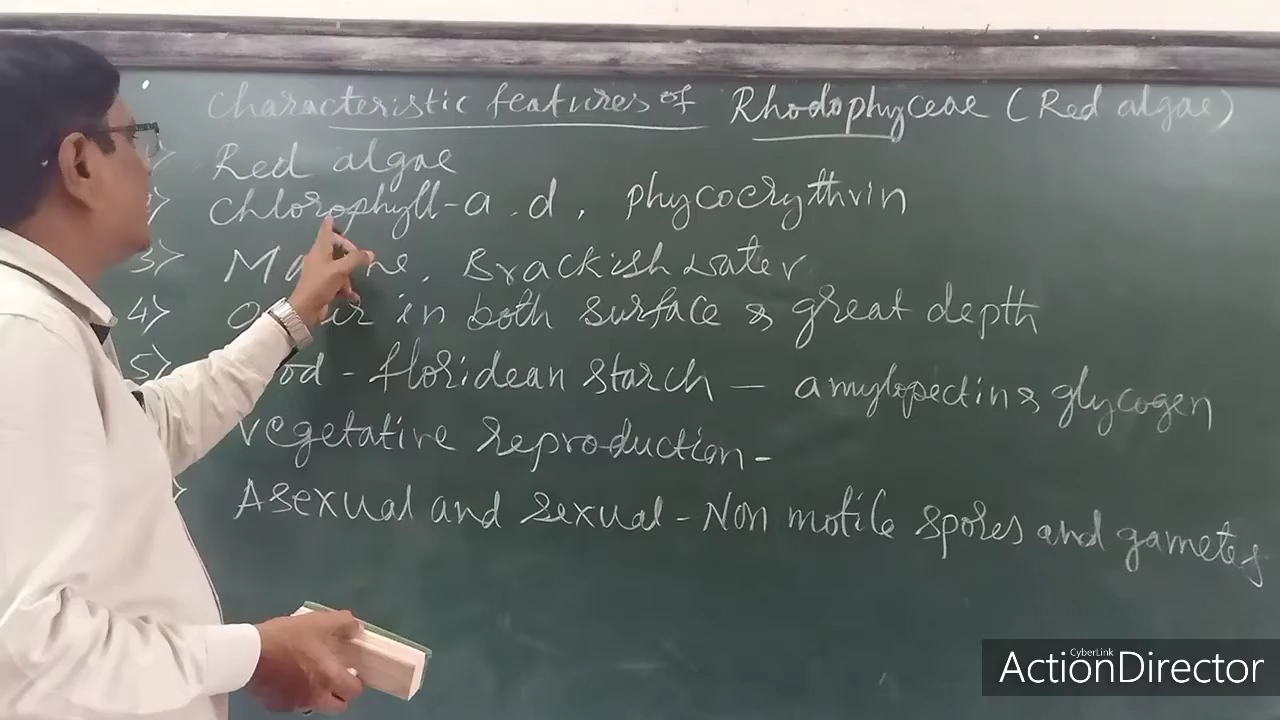 Characteristic features of Rhodophyceae (Red algae)
Red algae
Chlorophyll-a, d, phycoerythrin
3> Marine, Brackish water
4> Occur in both surface & great depth
5> Food - floridean starch — amylopectin & glycogen
Vegetative reproduction-
Asexual and sexual - Non motile spores and gametes
CyberLink
ActionDirector